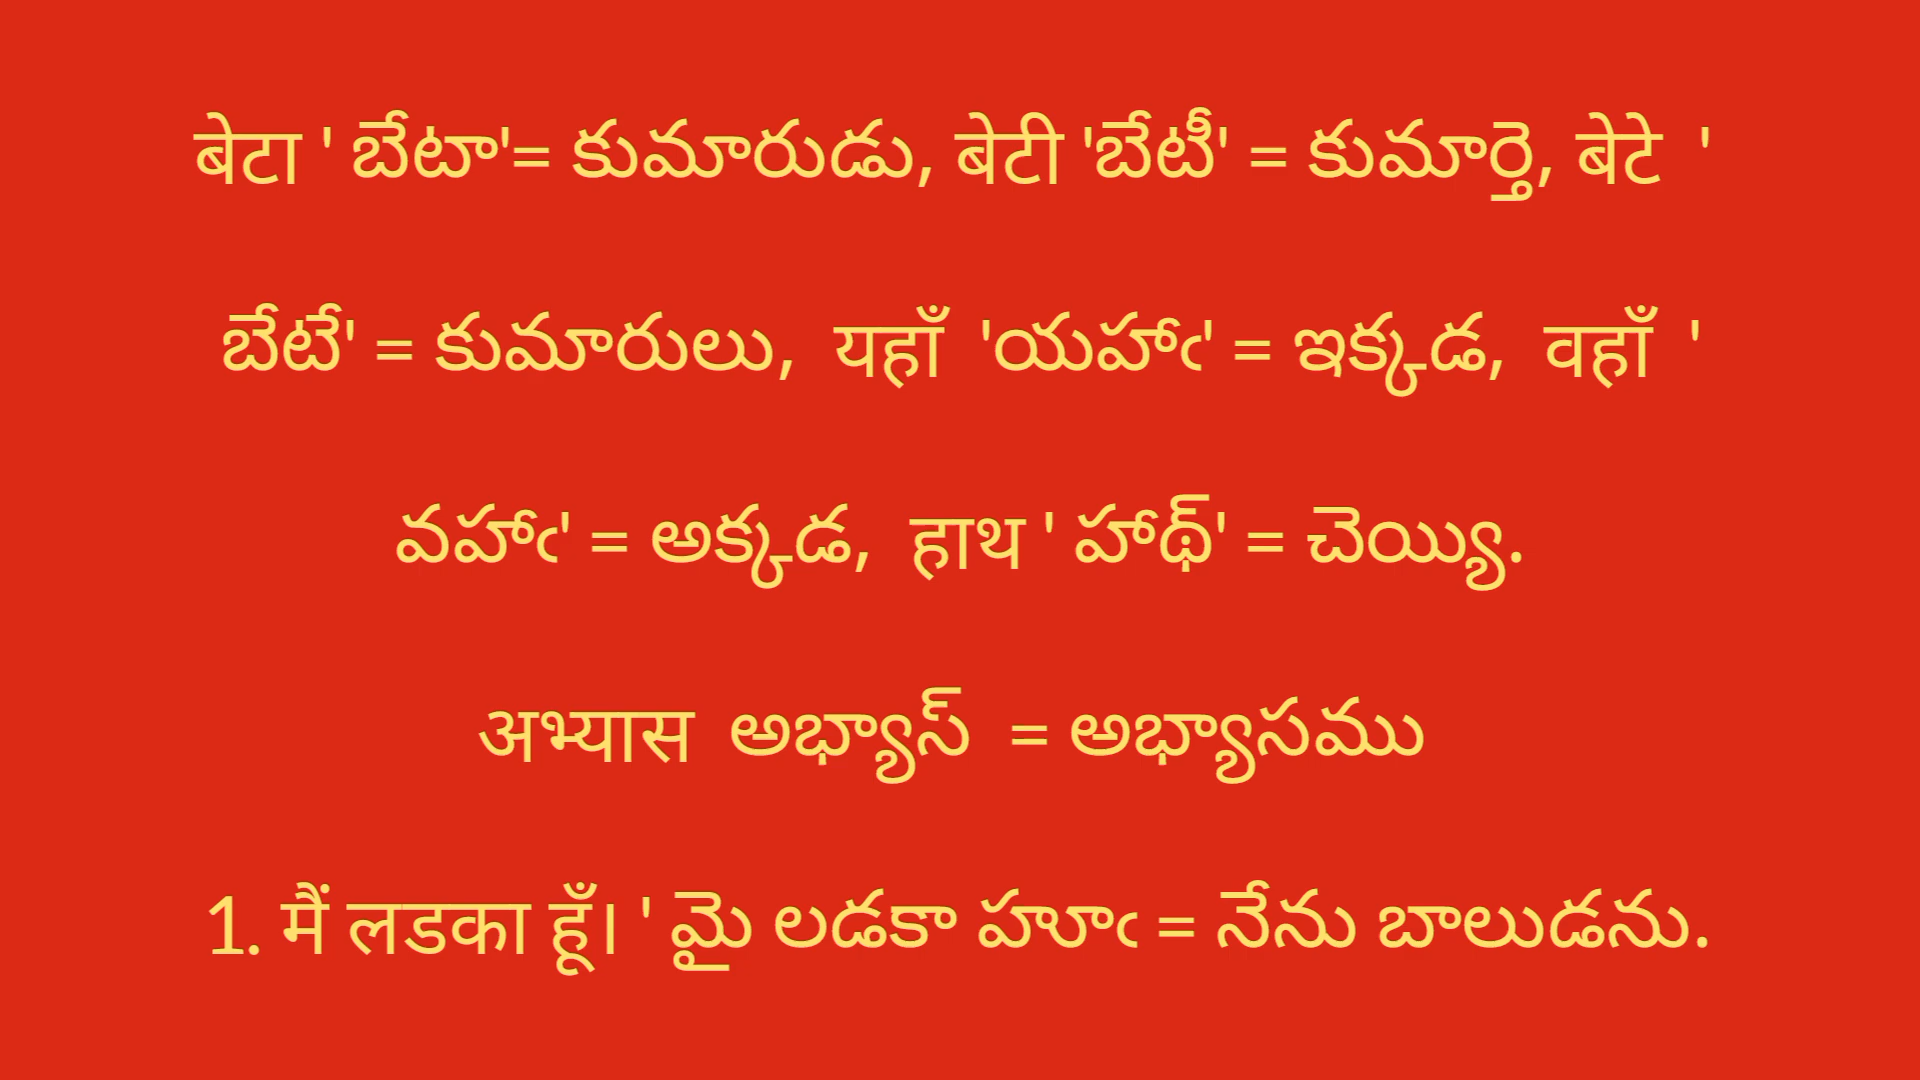 बेटा ' బేటా'= కుమారుడు, बेटी 'బేటీ' = కుమార్తె, बेटे '
బేటే' = కుమారులు, यहाँ 'యహాఁ' = ఇక్కడ, वहाँ '
వహాఁ' = అక్కడ, हाथ ' హాథ్' = చెయ్యి.
अभ्यास అభ్యాస్ = అభ్యాసము
1. मैं लडका हूँ। ' మై లడకా హూఁ = నేను బాలుడను.